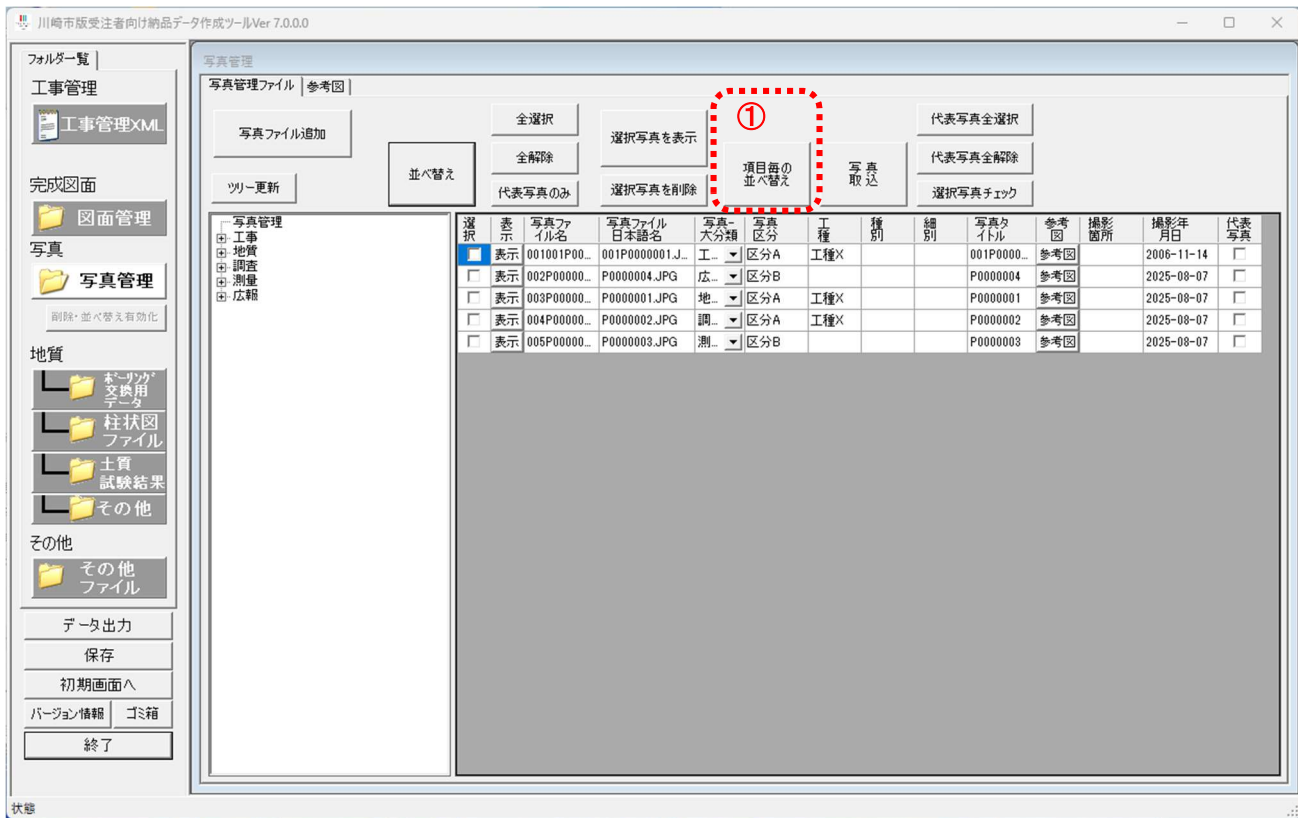 川崎市版受注者向け納品データ作成ツールVer 7.0.0.0
フォルダ一覧
工事管理
工事管理XML
完成図面
図面管理
写真
写真管理
削除・並べ替え有効化
地質
ボーリング
交換用
データ
柱状図
ファイル
土質
試験結果
その他
その他
その他
ファイル
データ出力
保存
初期画面へ
バージョン情報 ゴミ箱
終了
状態
写真管理
写真管理ファイル 参考図
写真ファイル追加
ツリー更新
並べ替え
全選択
全解除
代表写真のみ
選択写真を表示
選択写真を削除
①
項目毎の
並べ替え
写真
取込
代表写真全選択
代表写真全解除
選択写真チェック
写真管理
工事
地質
調査
測量
広報
選択 表示 写真ファイル名 写真ファイル日本語名 写真-大分類 写真区分 工種 種別 細別 写真タイトル 参考図 撮影箇所 撮影年月日 代表写真
表示 001001P00... 001P0000001.J... 工... 区分A 工種X 001P0000... 参考図 2006-11-14
表示 002P00000... P0000004.JPG 広... 区分B P0000004 参考図 2025-08-07
表示 003P00000... P0000001.JPG 地... 区分A 工種X P0000001 参考図 2025-08-07
表示 004P00000... P0000002.JPG 調... 区分A 工種X P0000002 参考図 2025-08-07
表示 005P00000... P0000003.JPG 測... 区分B P0000003 参考図 2025-08-07